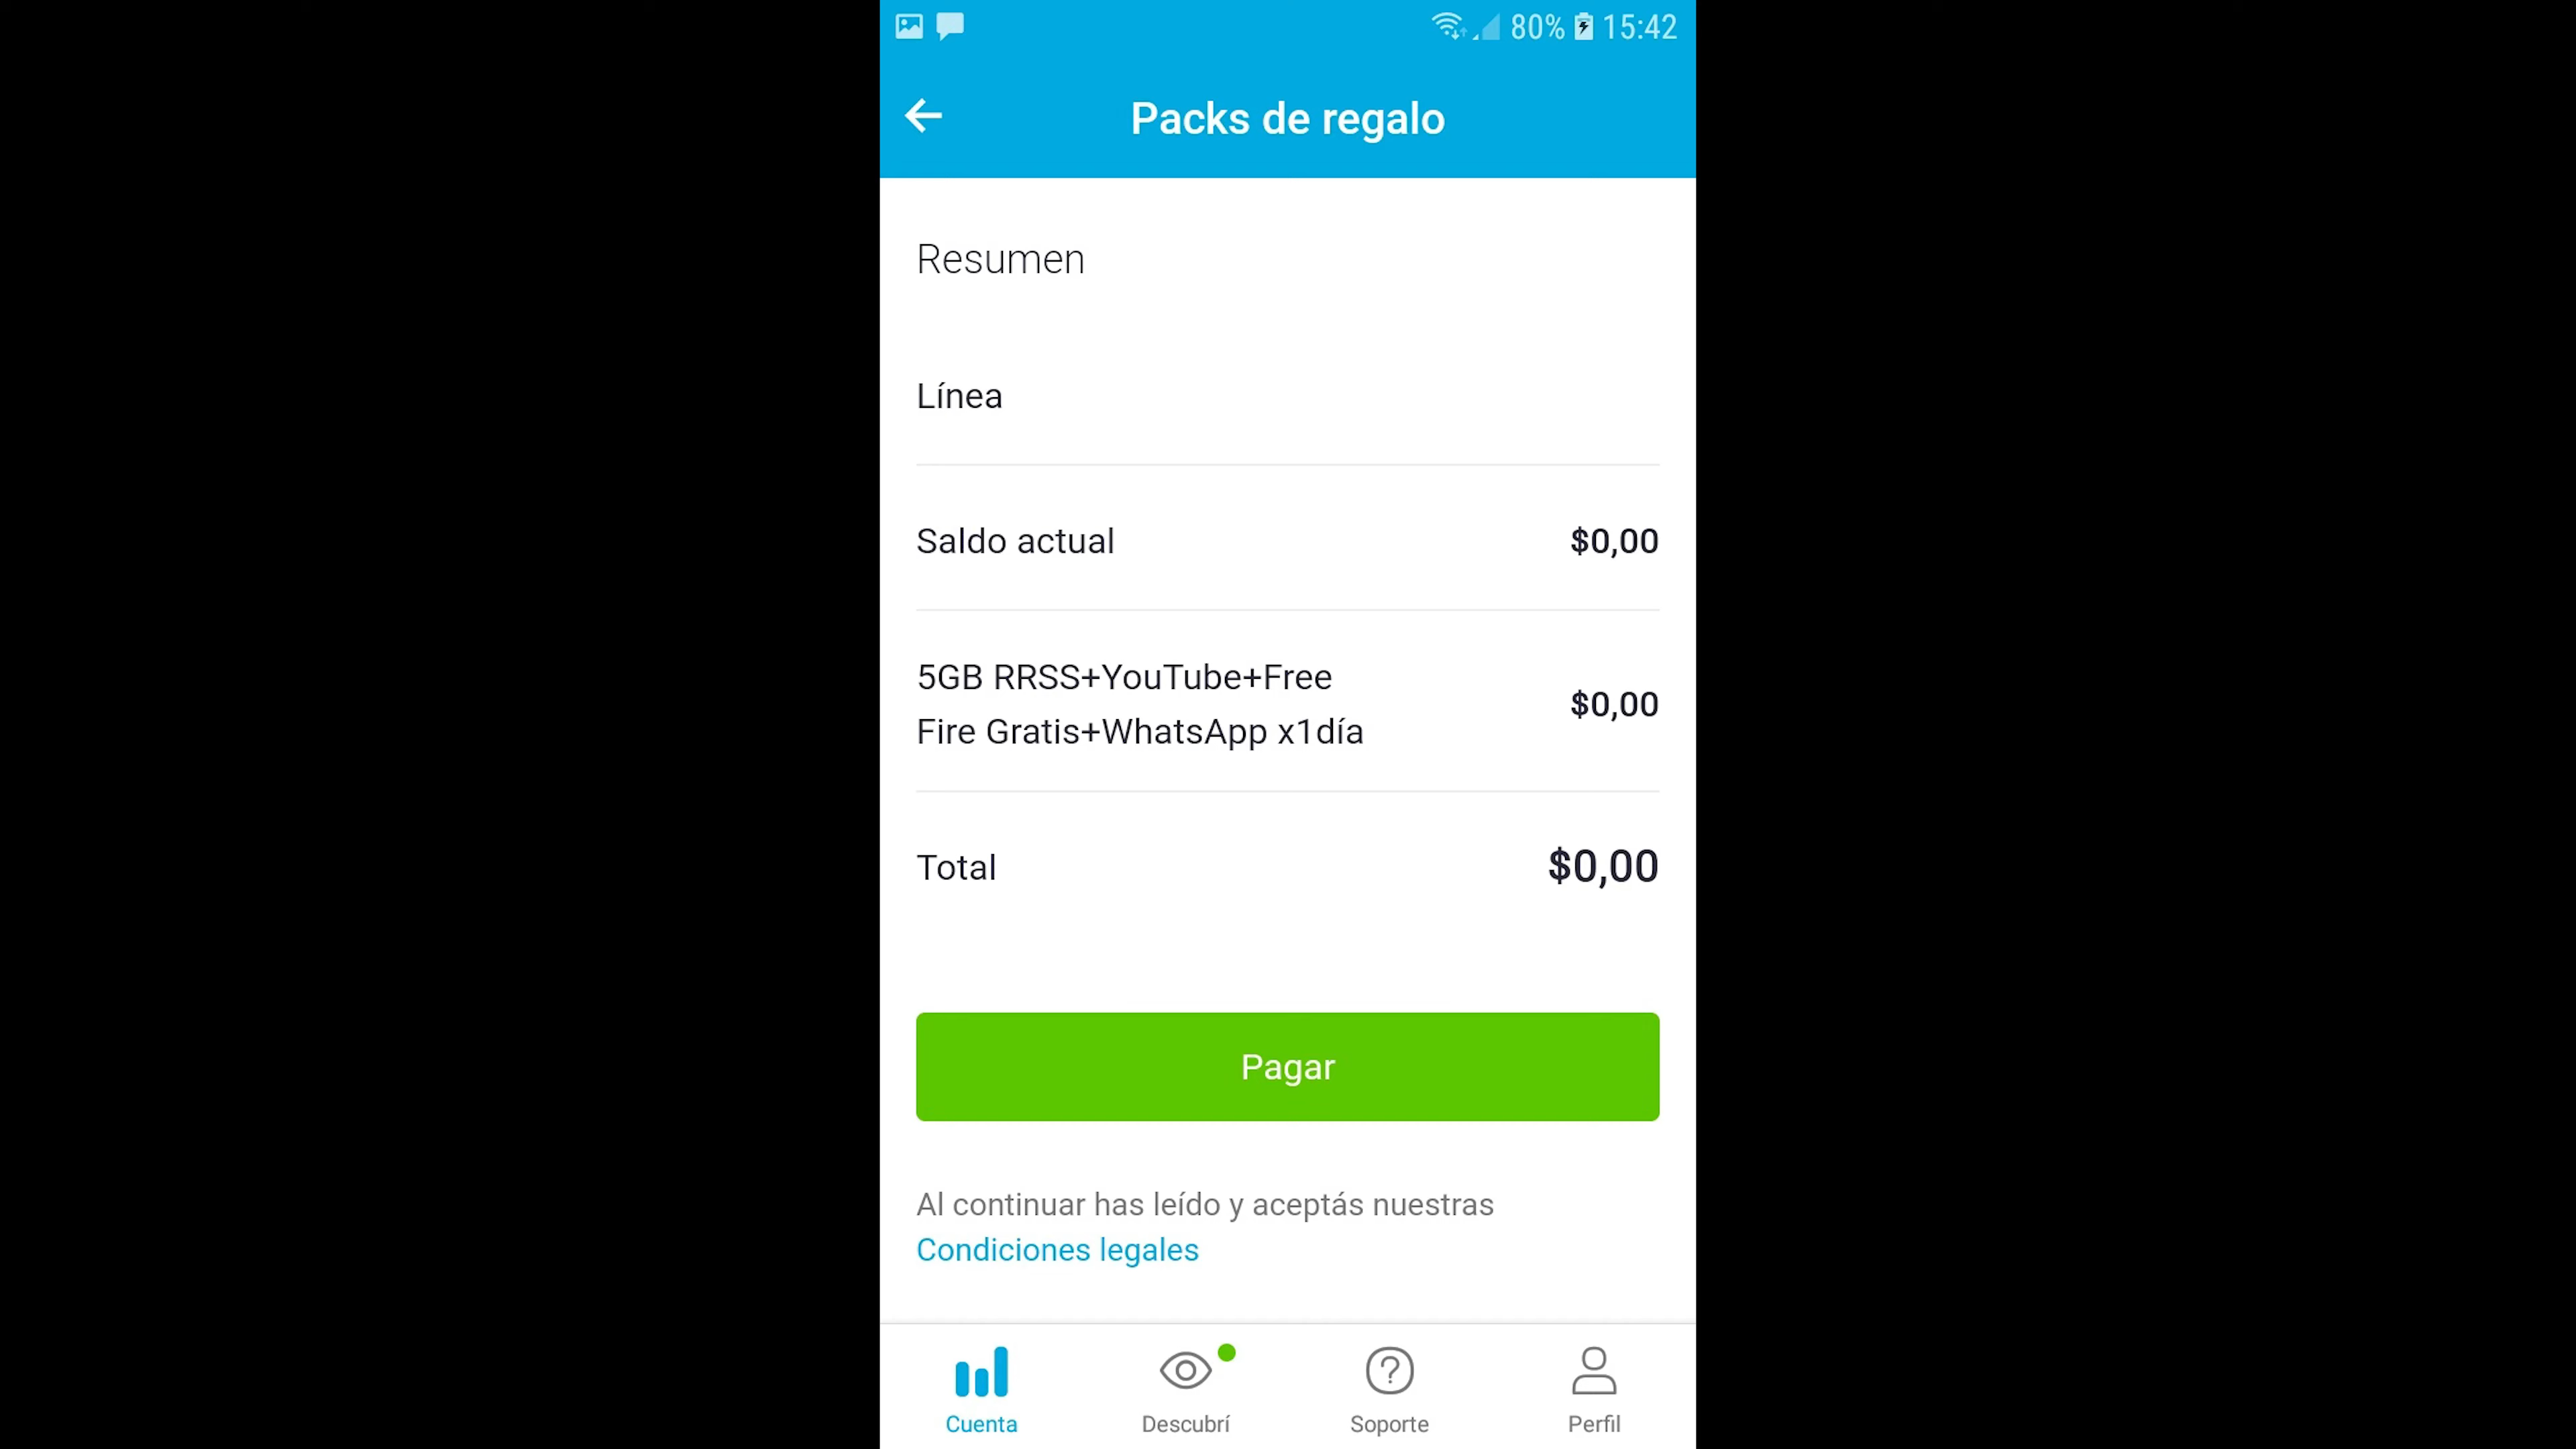 80% 15:42
Packs de regalo
Resumen
Línea
Saldo actual $0,00
5GB RRSS+YouTube+Free
Fire Gratis+WhatsApp x1día
$0,00
Total $0,00
Pagar
Al continuar has leído y aceptás nuestras
Condiciones legales
Cuenta Descubrí Soporte Perfil